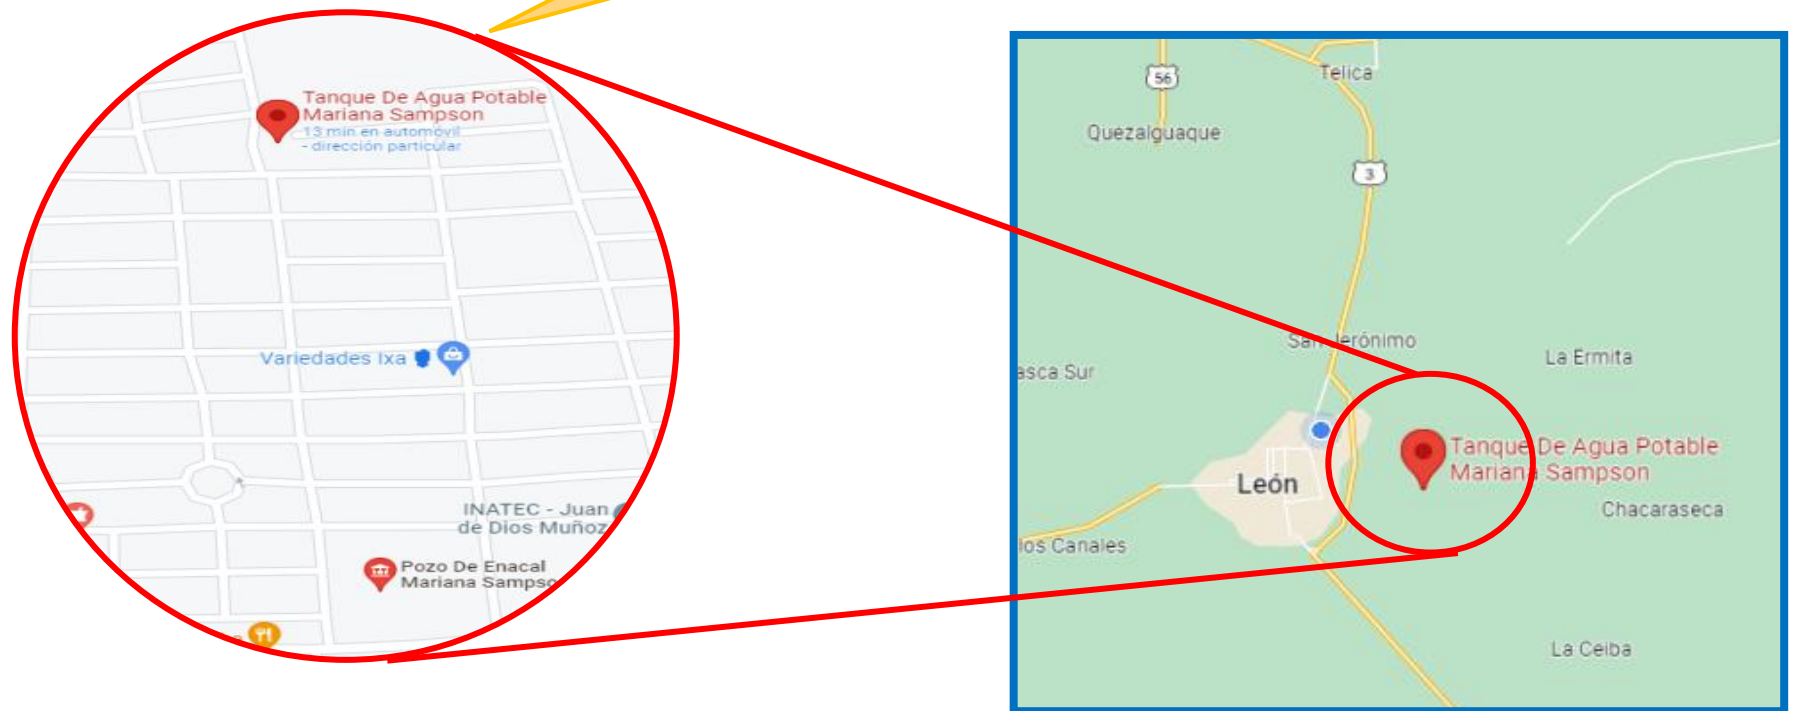 Tanque De Agua Potable
Mariana Sampson
13 min en automóvil
- dirección particular
Variedades Ixa
INATEC - Juan
de Dios Muñoz
Pozo De Enacal
Mariana Sampso
56
Telica
Quezalguaque
3
San Jerónimo
La Ermita
asca Sur
Tanque De Agua Potable
Mariana Sampson
León
Chacaraseca
los Canales
La Ceiba